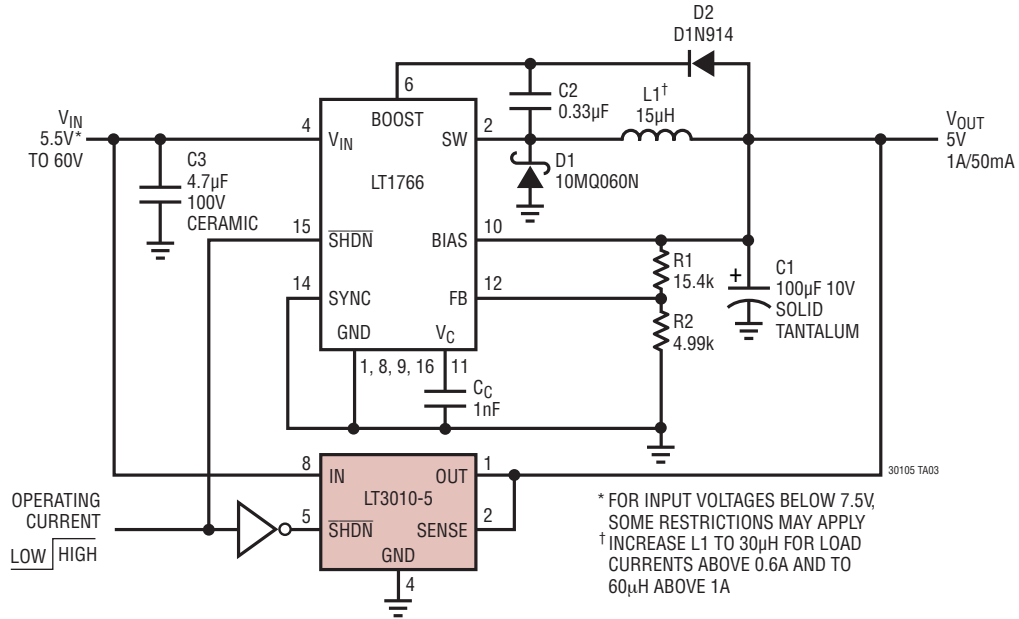 D2
D1N914
6
BOOST
C2
0.33µF
L1†
15µH
VIN
5.5V*
TO 60V
4
VIN
SW
2
VOUT
5V
1A/50mA
C3
4.7µF
100V
CERAMIC
LT1766
D1
10MQ060N
15
SHDN
BIAS
10
R1
15.4k
+
C1
100µF 10V
SOLID
TANTALUM
14
SYNC
FB
12
R2
4.99k
GND
VC
1, 8, 9, 16
11
CC
1nF
8
IN
OUT
1
LT3010-5
30105 TA03
OPERATING
CURRENT
LOW HIGH
5
SHDN
SENSE
2
GND
4
* FOR INPUT VOLTAGES BELOW 7.5V,
SOME RESTRICTIONS MAY APPLY
† INCREASE L1 TO 30µH FOR LOAD
CURRENTS ABOVE 0.6A AND TO
60µH ABOVE 1A